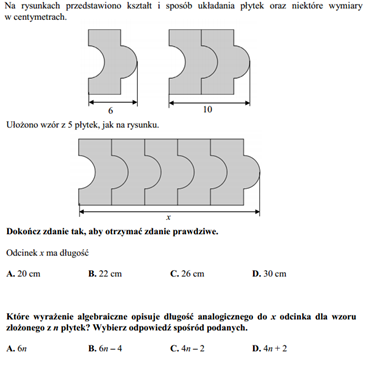 Na rysunkach przedstawiono kształt i sposób układania płytek oraz niektóre wymiary
w centymetrach.
6
10
Ułożono wzór z 5 płytek, jak na rysunku.
x
Dokończ zdanie tak, aby otrzymać zdanie prawdziwe.
Odcinek x ma długość
A. 20 cm B. 22 cm C. 26 cm D. 30 cm
Które wyrażenie algebraiczne opisuje długość analogicznego do x odcinka dla wzoru
złożonego z n płytek? Wybierz odpowiedź spośród podanych.
A. 6n B. 6n – 4 C. 4n – 2 D. 4n + 2